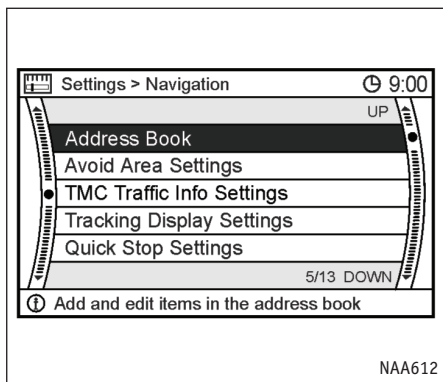 Settings > Navigation 9:00
UP
Address Book
Avoid Area Settings
TMC Traffic Info Settings
Tracking Display Settings
Quick Stop Settings
5/13 DOWN
Add and edit items in the address book
NAA612